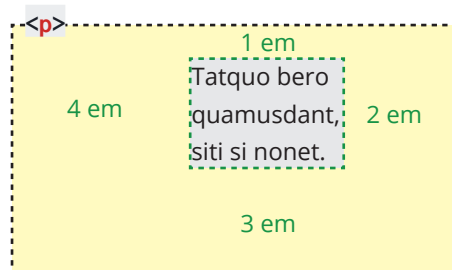 <p>
1 em
Tatquo bero
4 em
quamusdant,
2 em
siti si nonet.
3 em